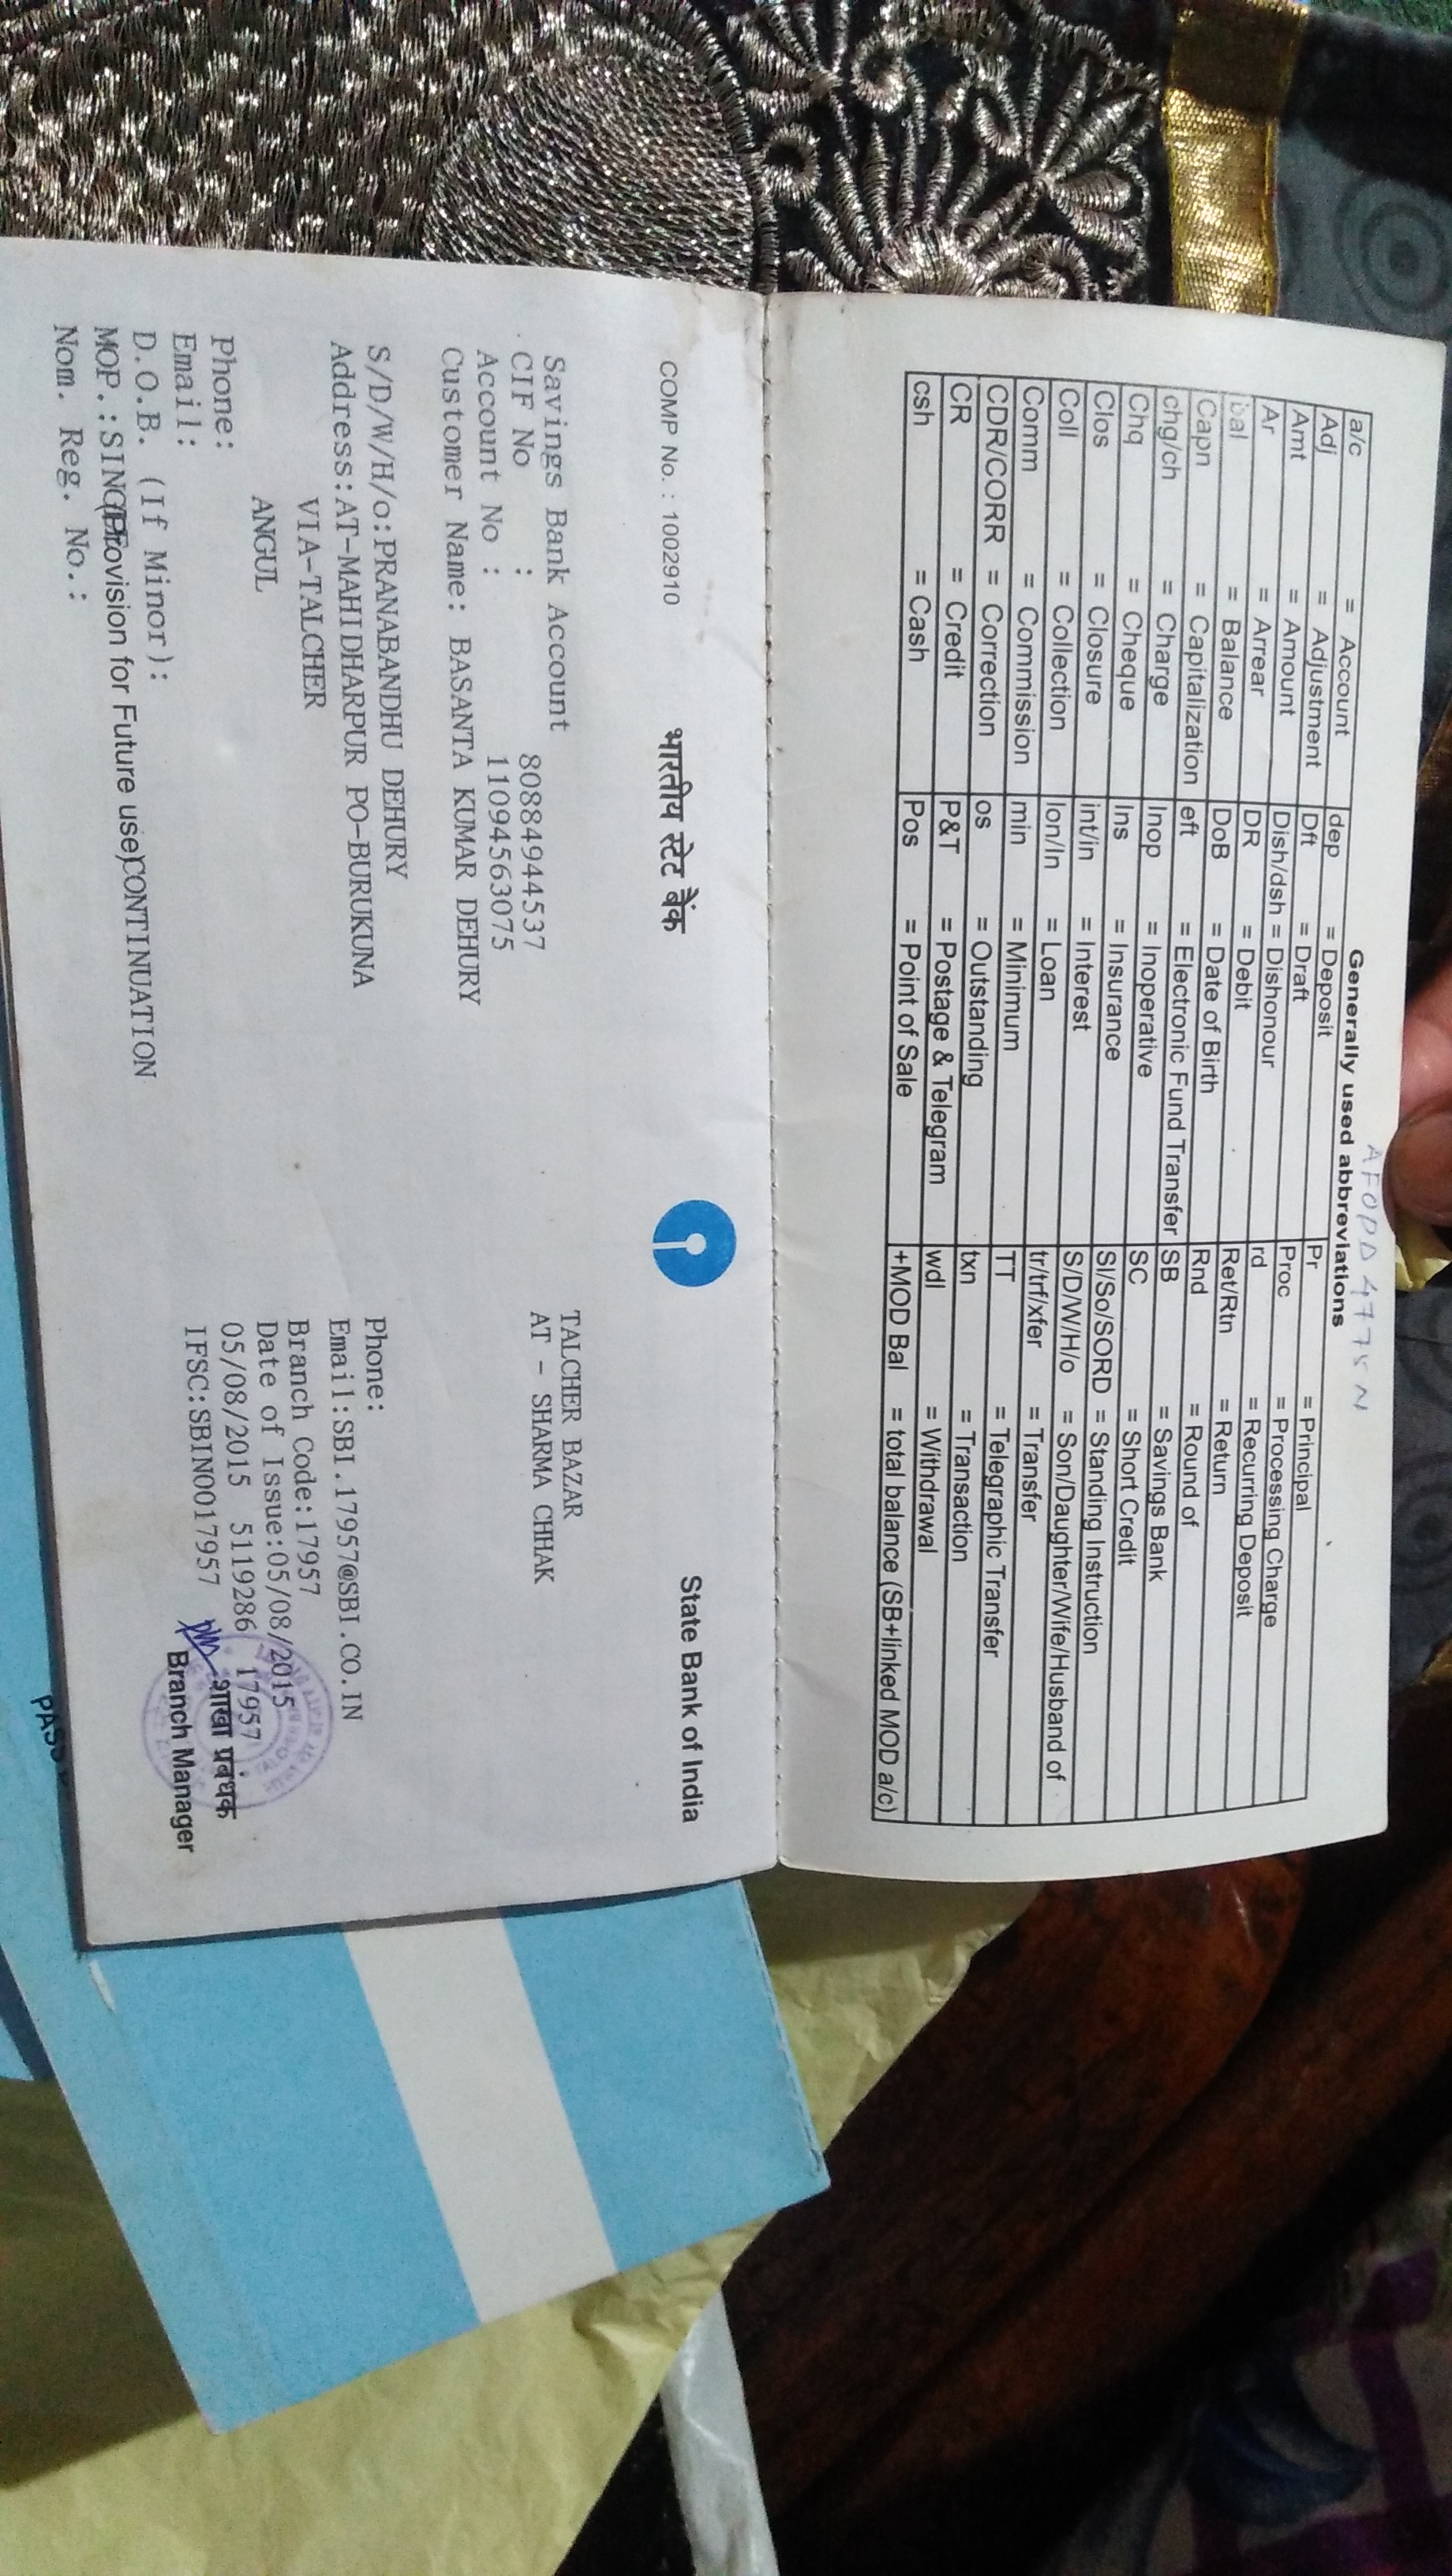 AFOPD4775N
Generally used abbreviations
a/c = Account dep = Deposit Pr = Principal
Adj = Adjustment Dft = Draft Proc = Processing Charge
Amt = Amount Dish/dsh = Dishonour rd = Recurring Deposit
Ar = Arrear DR = Debit Ret/Rtn = Return
bal = Balance DoB = Date of Birth Rnd = Round of
Capn = Capitalization eft = Electronic Fund Transfer SB = Savings Bank
chg/ch = Charge Inop = Inoperative SC = Short Credit
Chq = Cheque Ins = Insurance SI/So/SORD = Standing Instruction
Clos = Closure int/in = Interest S/D/W/H/o = Son/Daughter/Wife/Husband of
Coll = Collection lon/ln = Loan tr/trf/xfer = Transfer
Comm = Commission min = Minimum TT = Telegraphic Transfer
CDR/CORR = Correction os = Outstanding txn = Transaction
CR = Credit P&T = Postage & Telegram wdl = Withdrawal
csh = Cash Pos = Point of Sale +MOD Bal = total balance (SB+linked MOD a/c)
COMP No. : 1002910 भारतीय स्टेट बैंक State Bank of India
Savings Bank Account TALCHER BAZAR
CIF No : 80884944537 AT - SHARMA CHHAK
Account No : 11094563075
Customer Name: BASANTA KUMAR DEHURY
S/D/W/H/o: PRANABANDHU DEHURY Phone:
Address: AT-MAHIDHARPUR PO-BURUKUNA Email:SBI.17957@SBI.CO.IN
VIA-TALCHER Branch Code:17957
ANGUL Date of Issue:05/08/2015
Phone: 05/08/2015 5119286 17957
Email: IFSC:SBIN0017957
D.O.B. (If Minor): शाखा प्रबंधक
MOP.:SINGLE (Provision for Future use) CONTINUATION Branch Manager
Nom. Reg. No.: